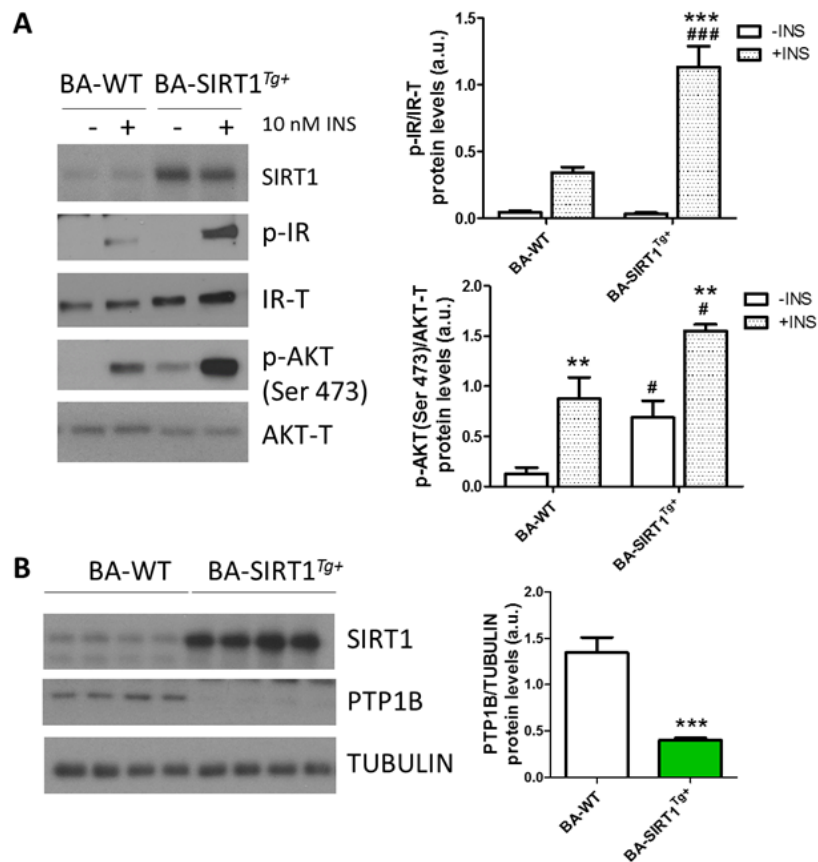 A
BA-WT BA-SIRT1Tg+
- + - + 10 nM INS
SIRT1
p-IR
IR-T
p-AKT
(Ser 473)
AKT-T
p-IR/IR-T
protein levels (a.u.)
1.5
1.0
0.5
0.0
***
###
-INS
+INS
BA-WT
BA-SIRT1Tg+
p-AKT(Ser 473)/AKT-T
protein levels (a.u.)
2.0
1.5
1.0
0.5
0.0
**
#
**
#
-INS
+INS
BA-WT
BA-SIRT1Tg+
B
BA-WT BA-SIRT1Tg+
SIRT1
PTP1B
TUBULIN
PTP1B/TUBULIN
protein levels (a.u.)
2.0
1.5
1.0
0.5
0.0
***
BA-WT
BA-SIRT1Tg+